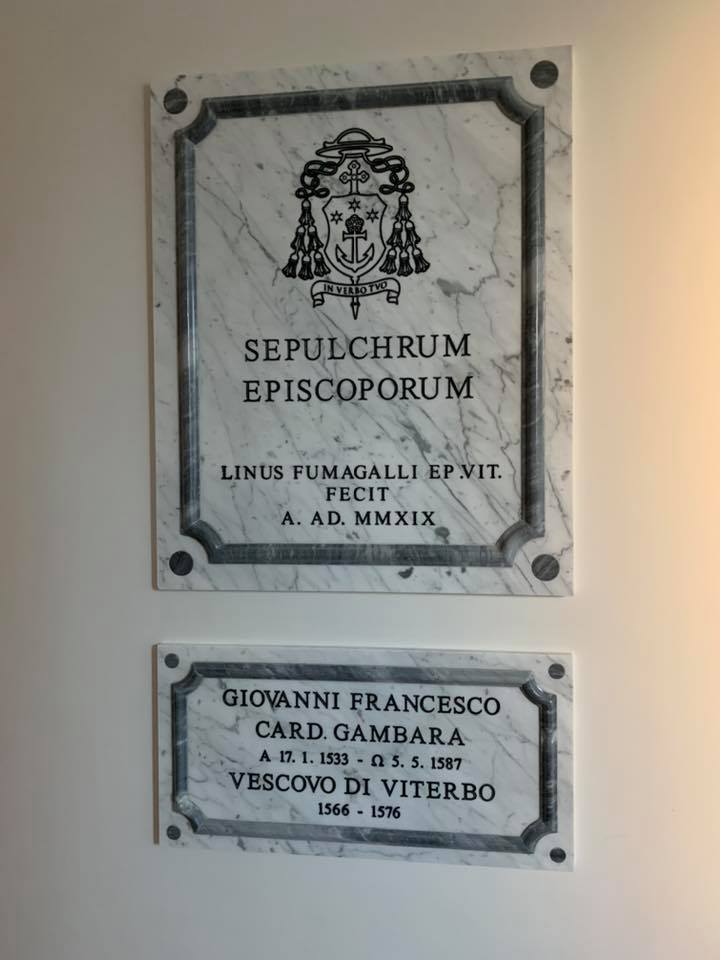 IN VERBO TVO
SEPULCHRUM
EPISCOPORUM
LINUS FUMAGALLI EP.VIT.
FECIT
A. AD. MMXIX
GIOVANNI FRANCESCO
CARD. GAMBARA
A 17. 1. 1533 - Ω 5. 5. 1587
VESCOVO DI VITERBO
1566 - 1576